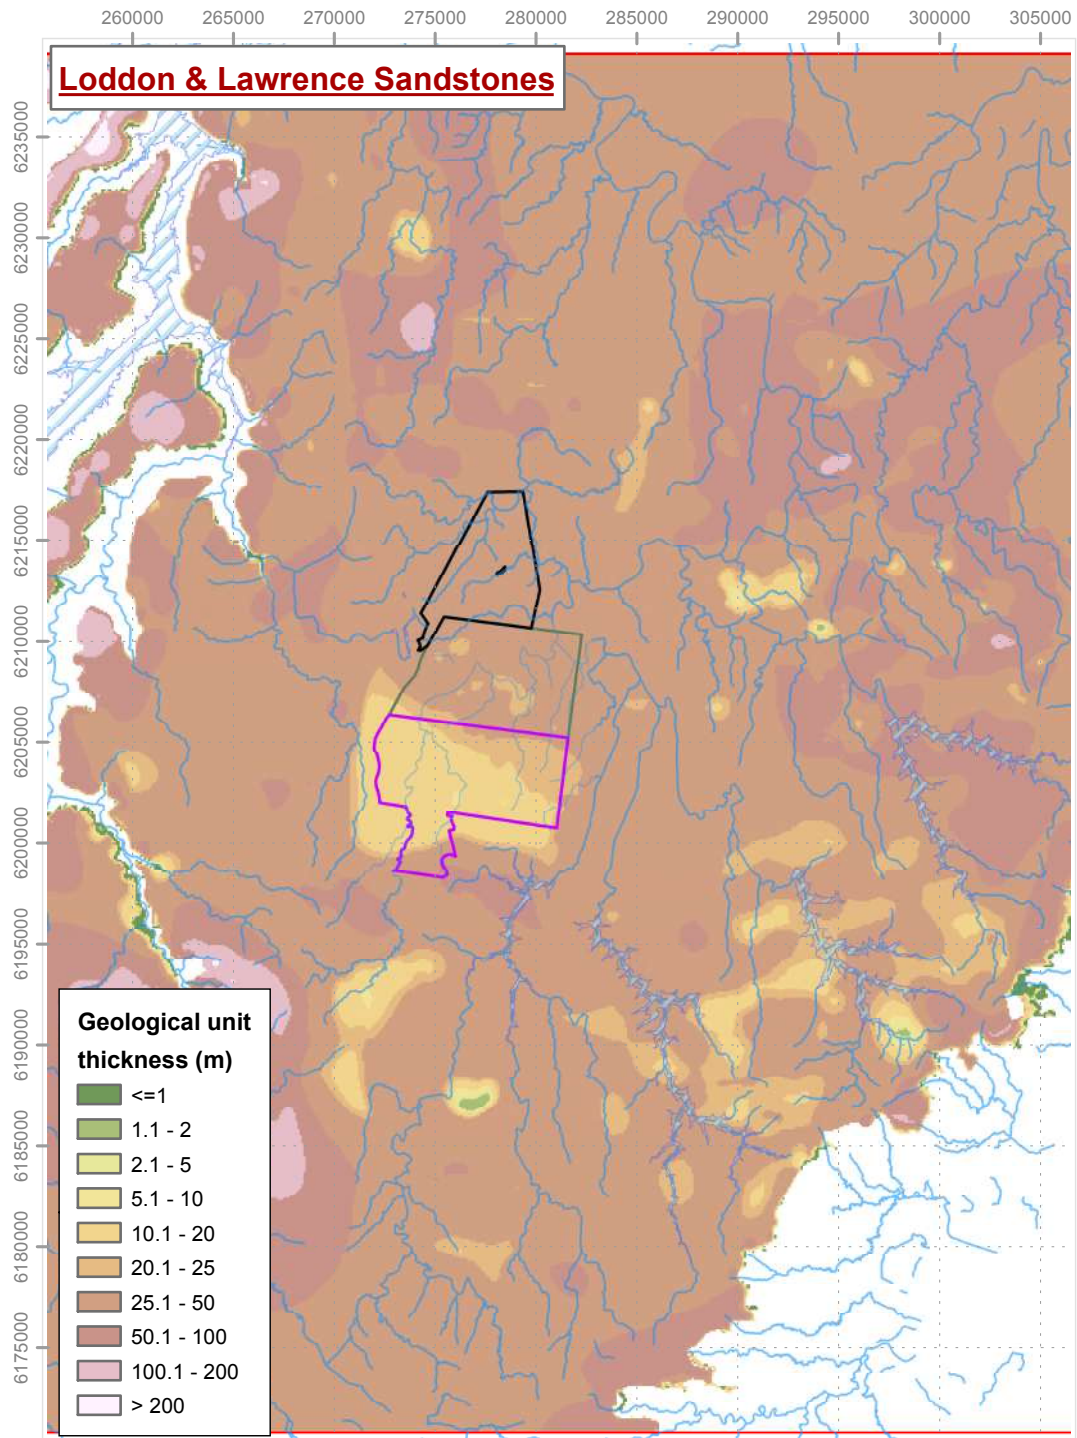 260000 265000 270000 275000 280000 285000 290000 295000 300000 305000
Loddon & Lawrence Sandstones
6235000
6230000
6225000
6220000
6215000
6210000
6205000
6200000
6195000
6190000
6185000
6180000
6175000
Geological unit
thickness (m)
<=1
1.1 - 2
2.1 - 5
5.1 - 10
10.1 - 20
20.1 - 25
25.1 - 50
50.1 - 100
100.1 - 200
> 200